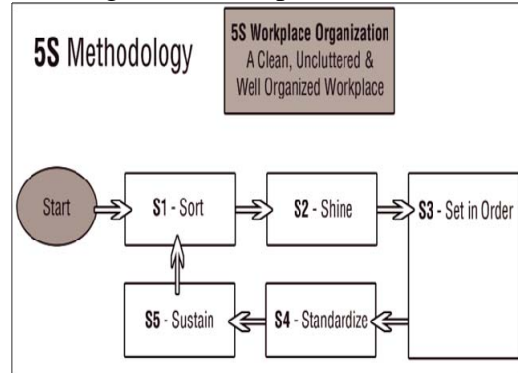 5S Methodology
5S Workplace Organization
A Clean, Uncluttered &
Well Organized Workplace
Start
S1 - Sort
S2 - Shine
S3 - Set in Order
S5 - Sustain
S4 - Standardize